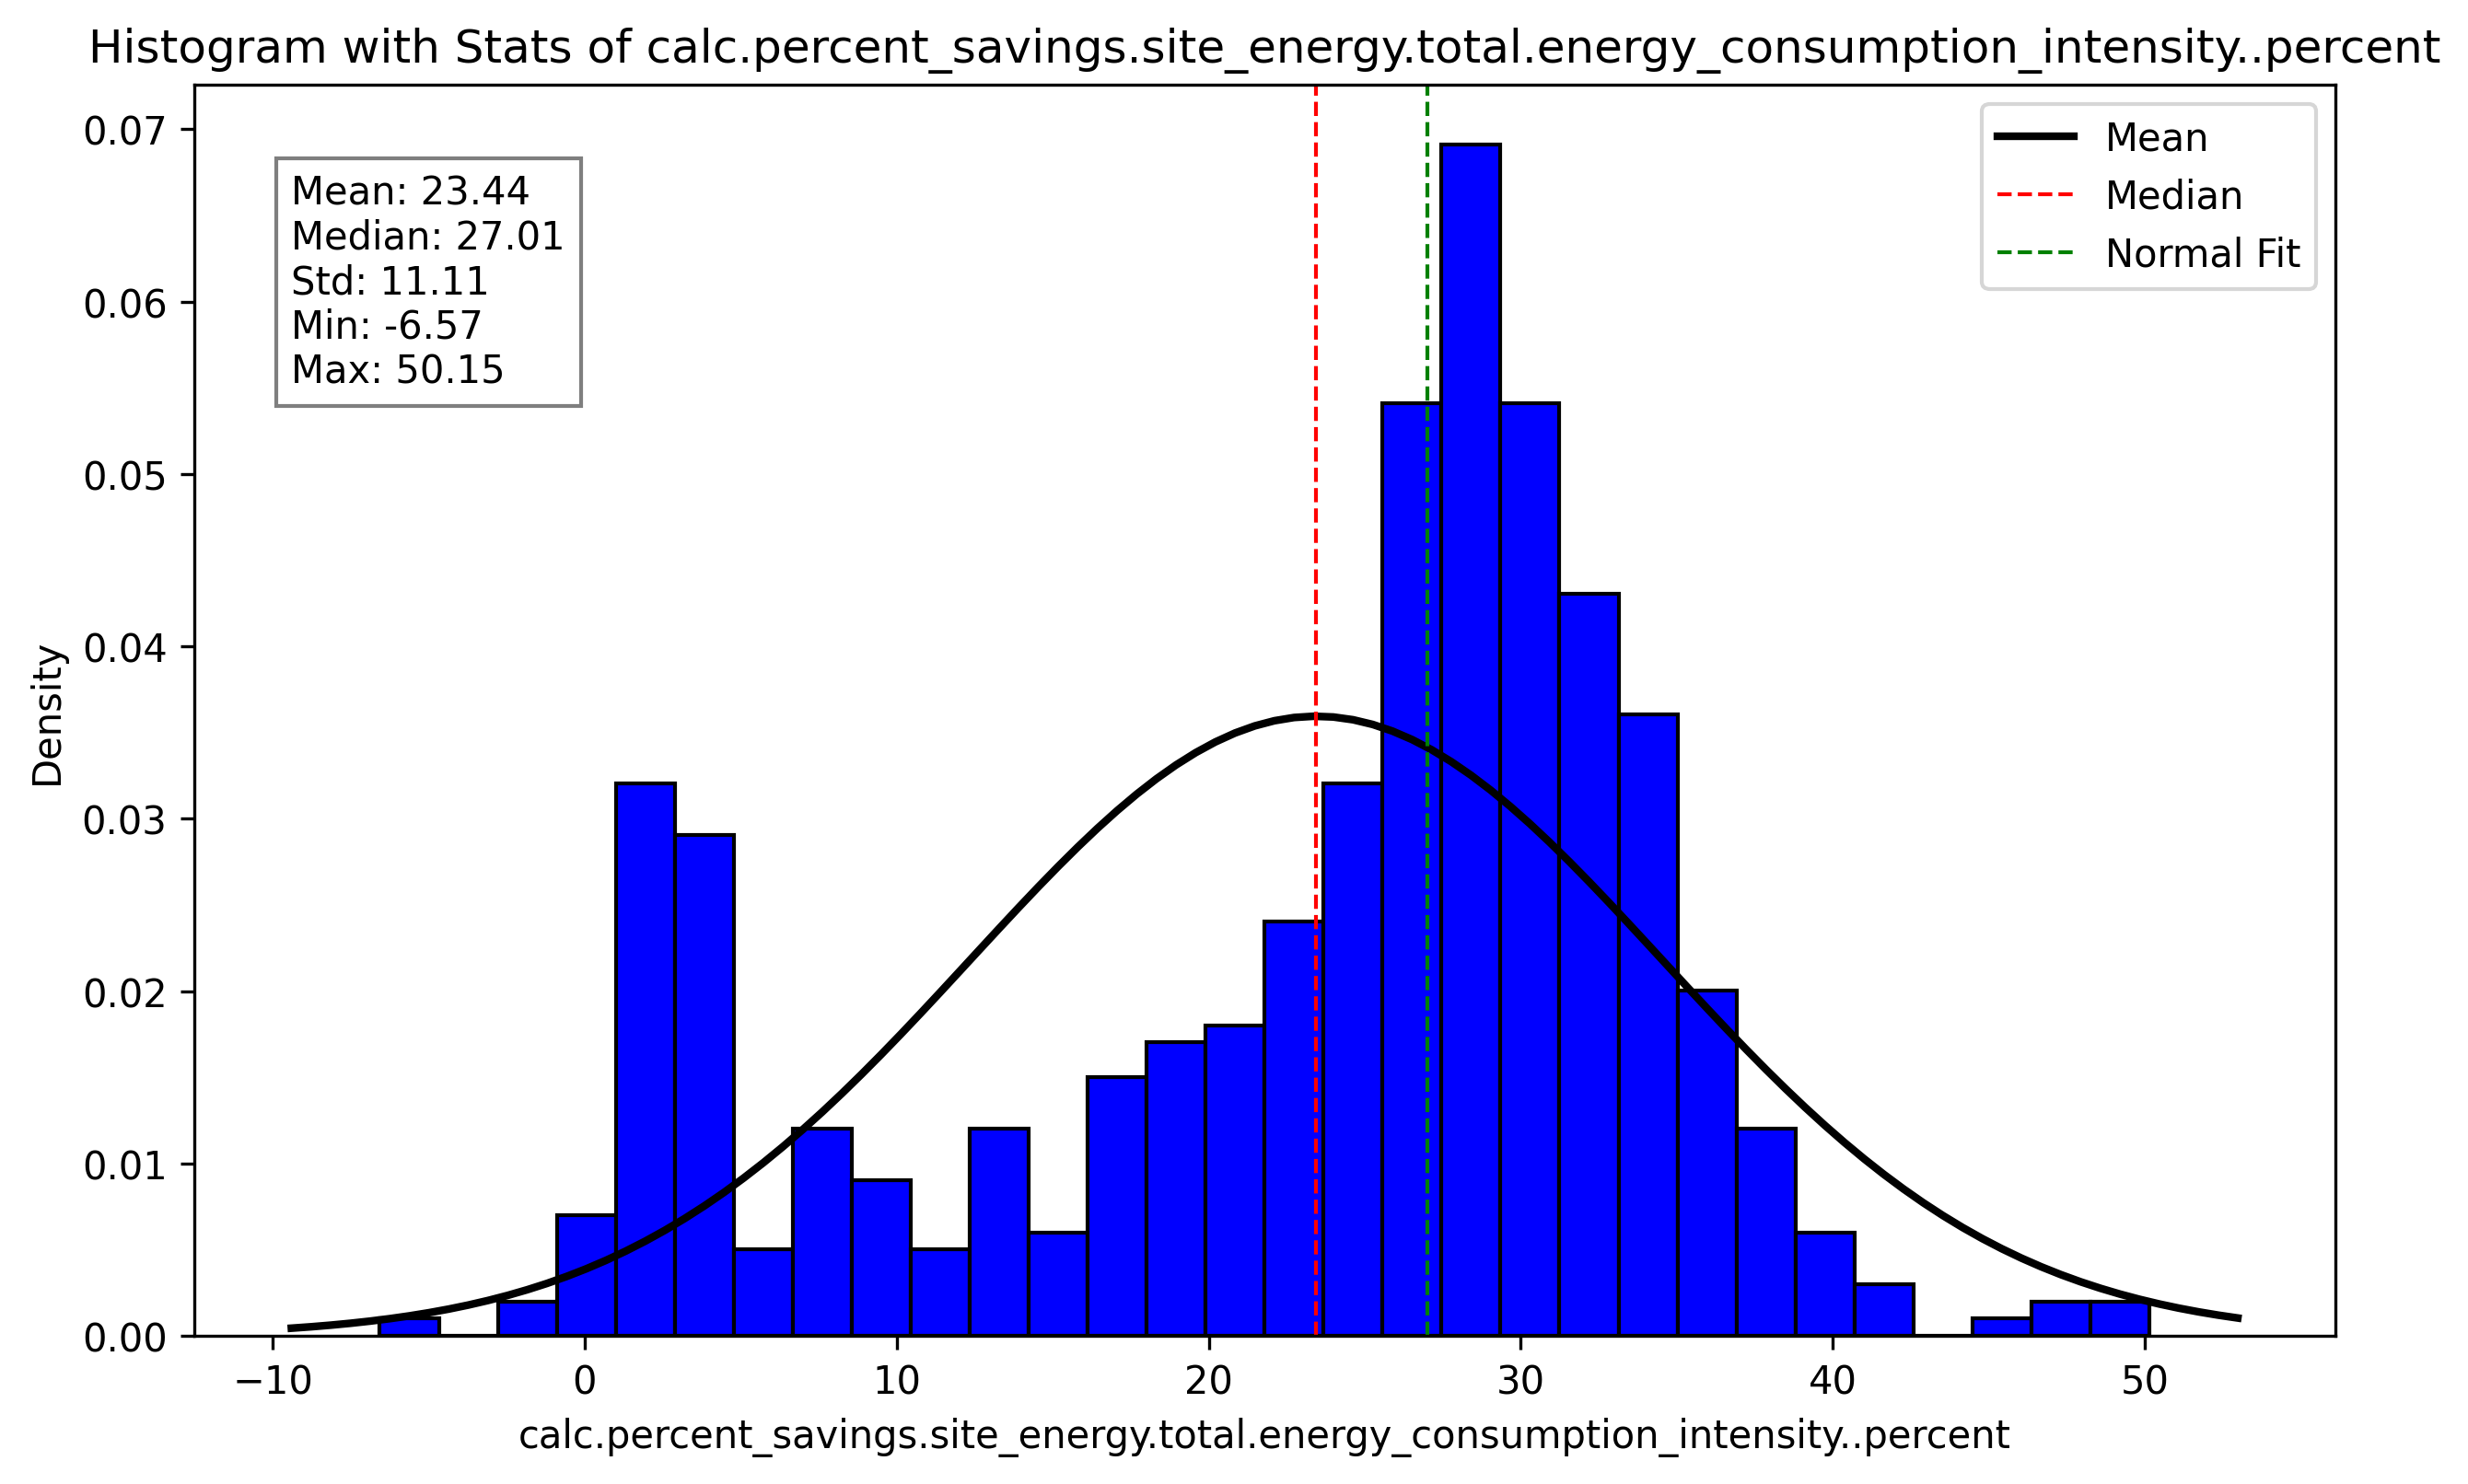 Histogram with Stats of calc.percent_savings.site_energy.total.energy_consumption_intensity..percent
Mean: 23.44
Median: 27.01
Std: 11.11
Min: -6.57
Max: 50.15
Mean
Median
Normal Fit
Density
0.07
0.06
0.05
0.04
0.03
0.02
0.01
0.00
−10
0
10
20
30
40
50
calc.percent_savings.site_energy.total.energy_consumption_intensity..percent